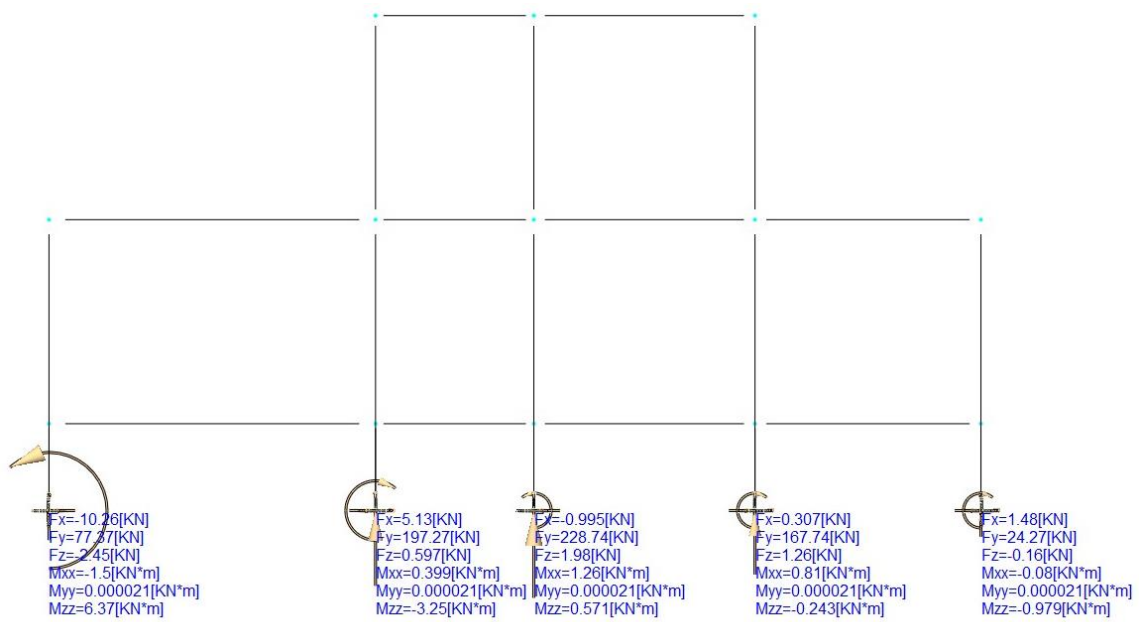 Fx=-10.26[KN]
Fy=77.37[KN]
Fz=-2.45[KN]
Mxx=-1.5[KN*m]
Myy=0.000021[KN*m]
Mzz=6.37[KN*m]
Fx=5.13[KN]
Fy=197.27[KN]
Fz=0.597[KN]
Mxx=0.399[KN*m]
Myy=0.000021[KN*m]
Mzz=-3.25[KN*m]
Fx=-0.995[KN]
Fy=228.74[KN]
Fz=1.98[KN]
Mxx=1.26[KN*m]
Myy=0.000021[KN*m]
Mzz=0.571[KN*m]
Fx=0.307[KN]
Fy=167.74[KN]
Fz=1.26[KN]
Mxx=0.81[KN*m]
Myy=0.000021[KN*m]
Mzz=-0.243[KN*m]
Fx=1.48[KN]
Fy=24.27[KN]
Fz=-0.16[KN]
Mxx=-0.08[KN*m]
Myy=0.000021[KN*m]
Mzz=-0.979[KN*m]